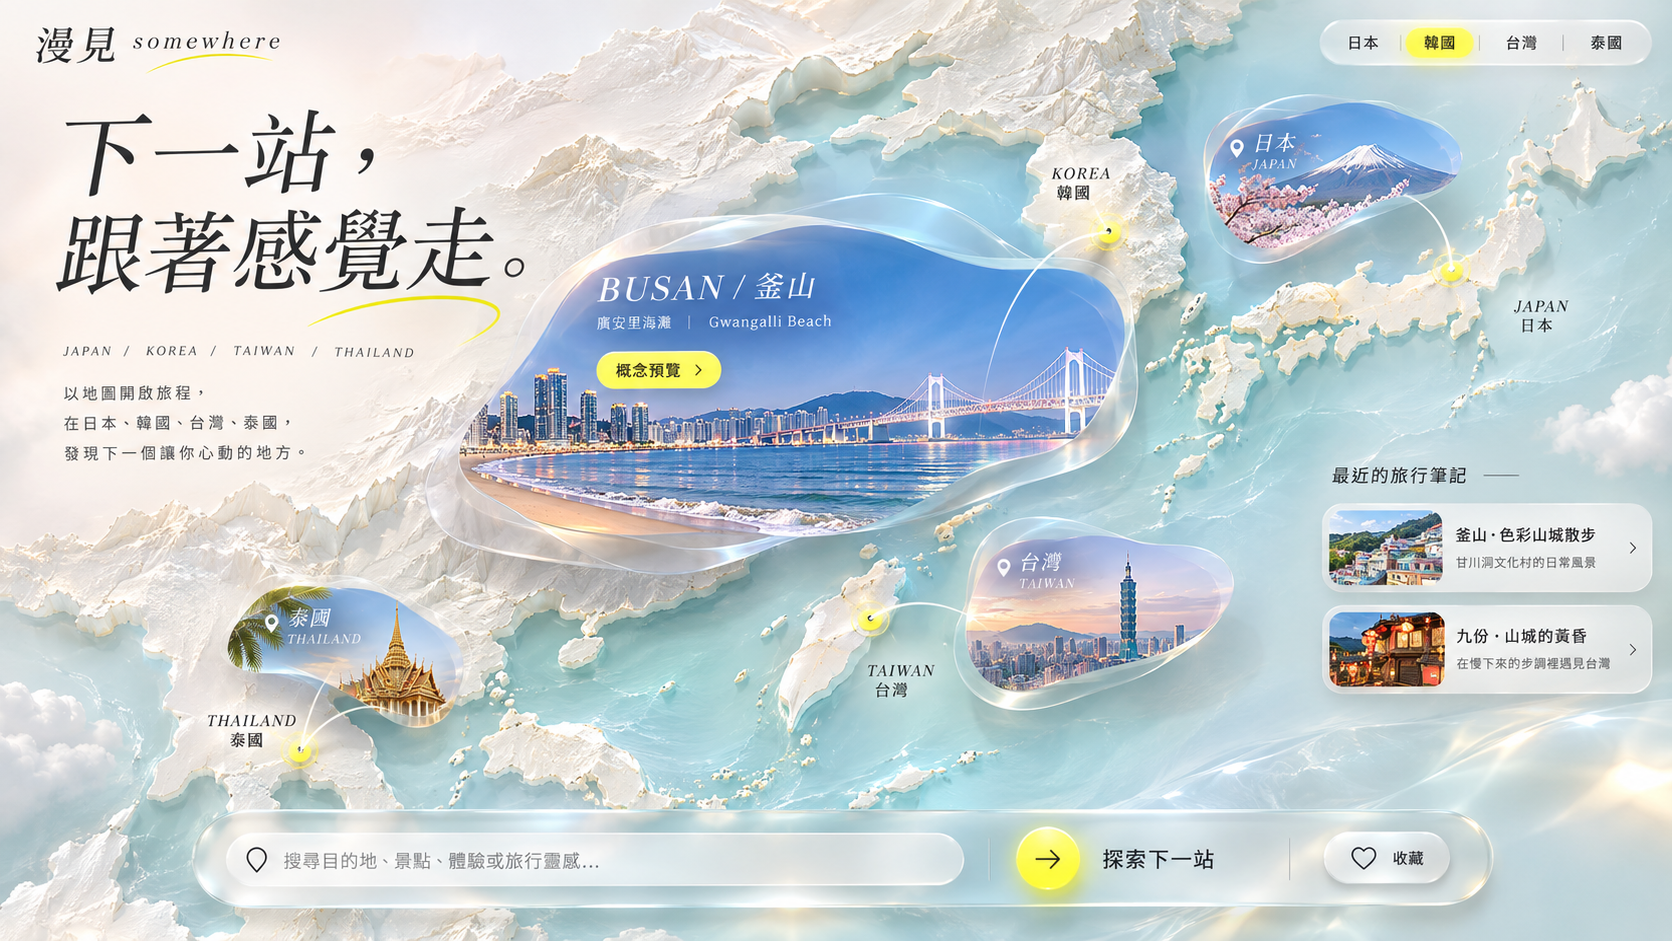 漫見 somewhere
日本
韓國
台灣
泰國
下一站，
跟著感覺走。
JAPAN / KOREA / TAIWAN / THAILAND
以地圖開啟旅程，
在日本、韓國、台灣、泰國，
發現下一個讓你心動的地方。
BUSAN / 釜山
廣安里海灘 | Gwangalli Beach
概念預覽
KOREA
韓國
日本
JAPAN
JAPAN
日本
台灣
TAIWAN
TAIWAN
台灣
泰國
THAILAND
THAILAND
泰國
最近的旅行筆記
釜山·色彩山城散步
甘川洞文化村的日常風景
九份·山城的黃昏
在慢下來的步調裡遇見台灣
搜尋目的地、景點、體驗或旅行靈感...
探索下一站
收藏